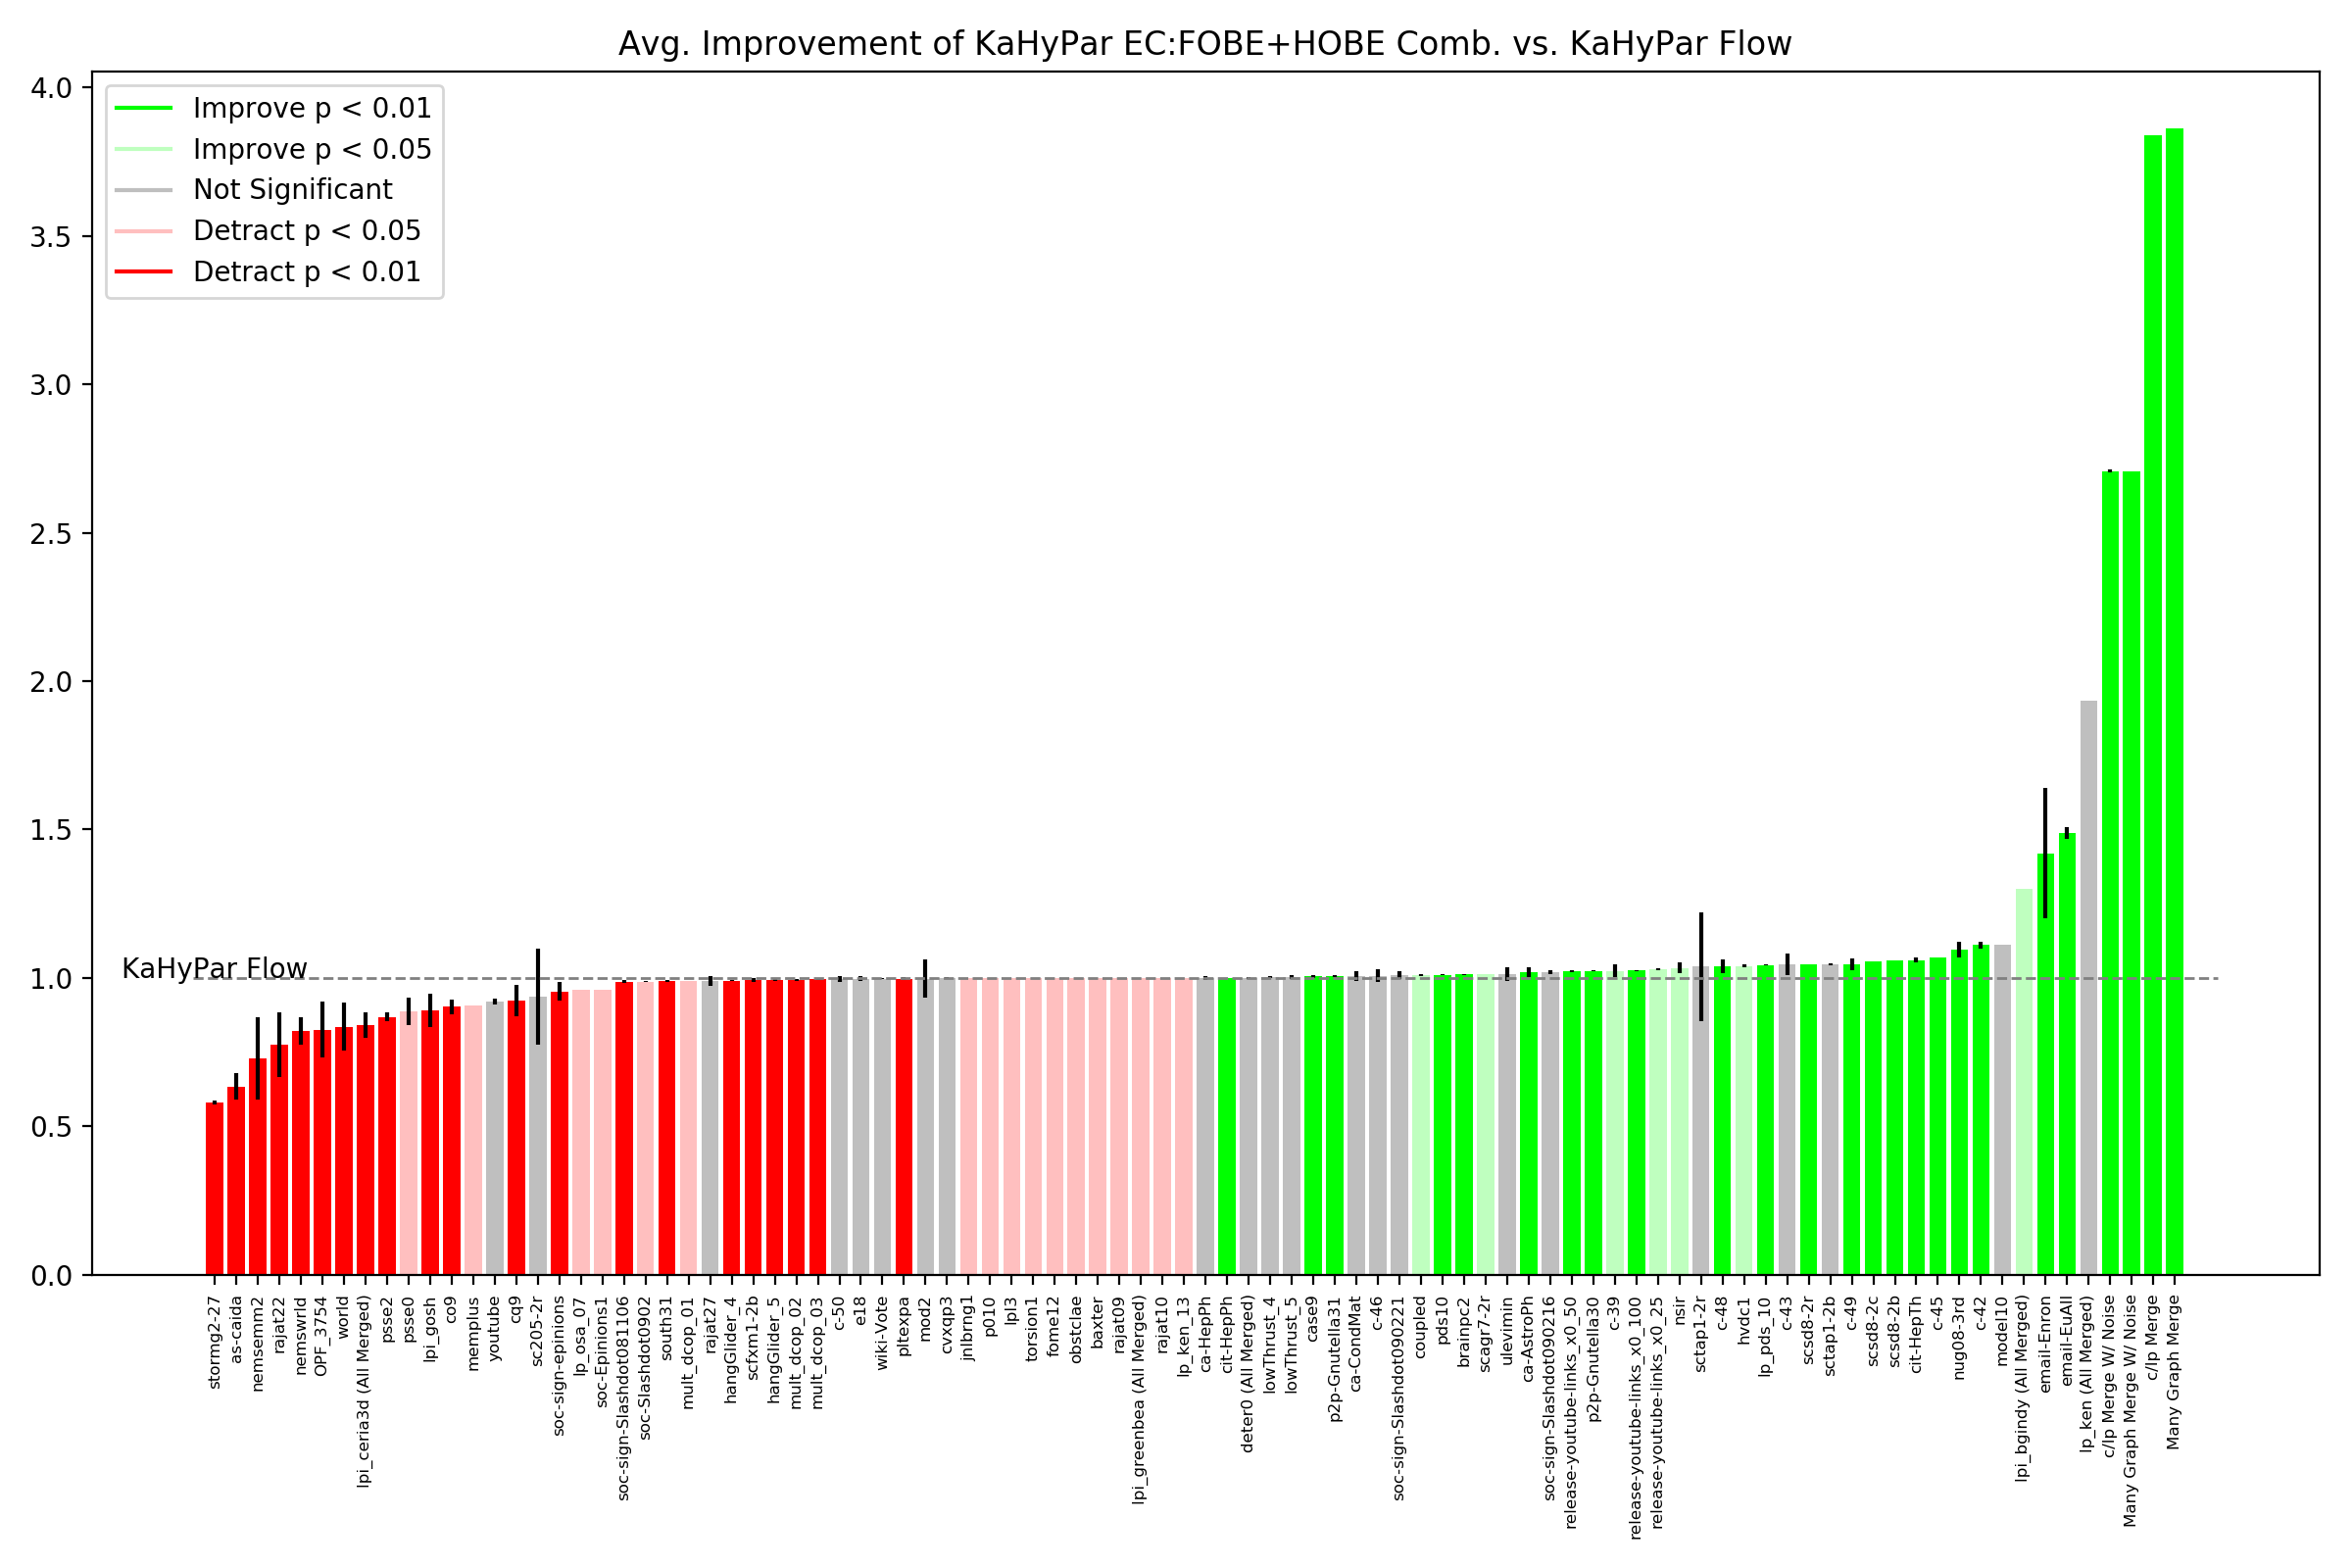 Avg. Improvement of KaHyPar EC:FOBE+HOBE Comb. vs. KaHyPar Flow
4.0
3.5
3.0
2.5
2.0
1.5
1.0
0.5
0.0
Improve p < 0.01
Improve p < 0.05
Not Significant
Detract p < 0.05
Detract p < 0.01
KaHyPar Flow
stormg2-27
as-caida
nemsemm2
rajat22
nemswrld
OPF_3754
world
lpi_ceria3d (All Merged)
psse2
psse0
lpi_gosh
co9
memplus
youtube
cq9
sc205-2r
soc-sign-epinions
lp_osa_07
soc-Epinions1
soc-sign-Slashdot081106
soc-Slashdot0902
south31
mult_dcop_01
rajat27
hangGlider_4
scfxm1-2b
hangGlider_5
mult_dcop_02
mult_dcop_03
c-50
e18
wiki-Vote
pltexpa
mod2
cvxqp3
jnlbrng1
p010
lpl3
torsion1
fome12
obstclae
baxter
rajat09
lpi_greenbea (All Merged)
rajat10
lp_ken_13
ca-HepPh
cit-HepPh
deter0 (All Merged)
lowThrust_4
lowThrust_5
case9
p2p-Gnutella31
ca-CondMat
c-46
soc-sign-Slashdot090221
coupled
pds10
brainpc2
scagr7-2r
ulevimin
ca-AstroPh
soc-sign-Slashdot090216
release-youtube-links_x0_50
p2p-Gnutella30
c-39
release-youtube-links_x0_100
release-youtube-links_x0_25
nsir
sctap1-2r
c-48
hvdc1
lp_pds_10
c-43
scsd8-2r
sctap1-2b
c-49
scsd8-2c
scsd8-2b
cit-HepTh
c-45
nug08-3rd
c-42
model10
lpi_bgindy (All Merged)
email-Enron
email-EuAll
lp_ken (All Merged)
c/lp Merge W/ Noise
Many Graph Merge W/ Noise
c/lp Merge
Many Graph Merge